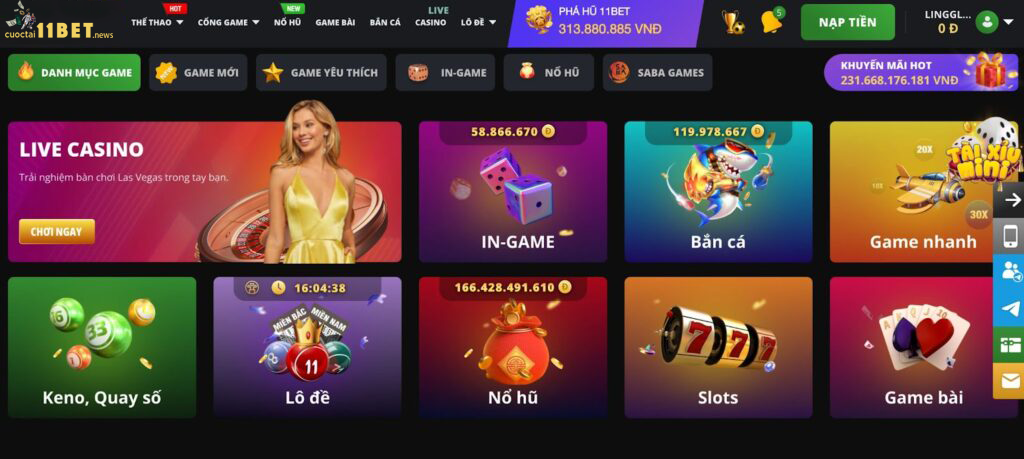 cuoctai11BET.news
THỂ THAO
HOT
CỔNG GAME
NỔ HŨ
NEW
GAME BÀI
BẮN CÁ
LIVE
CASINO
LÔ ĐỀ
PHÁ HŨ 11BET
313.880.885 VNĐ
5
NẠP TIỀN
LINGGL...
0 Đ
DANH MỤC GAME
GAME MỚI
GAME YÊU THÍCH
IN-GAME
NỔ HŨ
SABA GAMES
KHUYẾN MÃI HOT
231.668.176.181 VNĐ
LIVE CASINO
Trải nghiệm bàn chơi Las Vegas trong tay bạn.
CHƠI NGAY
58.866.670 Đ
IN-GAME
119.978.667 Đ
Bắn cá
20X
10X
30X
Game nhanh
TÀI XỈU
mini
36
33
1
Keno, Quay số
16:04:38
MIỀN BẮC
MIỀN NAM
8
11
Lô đề
166.428.491.610 Đ
Nổ hũ
777
Slots
A
J
10
Game bài